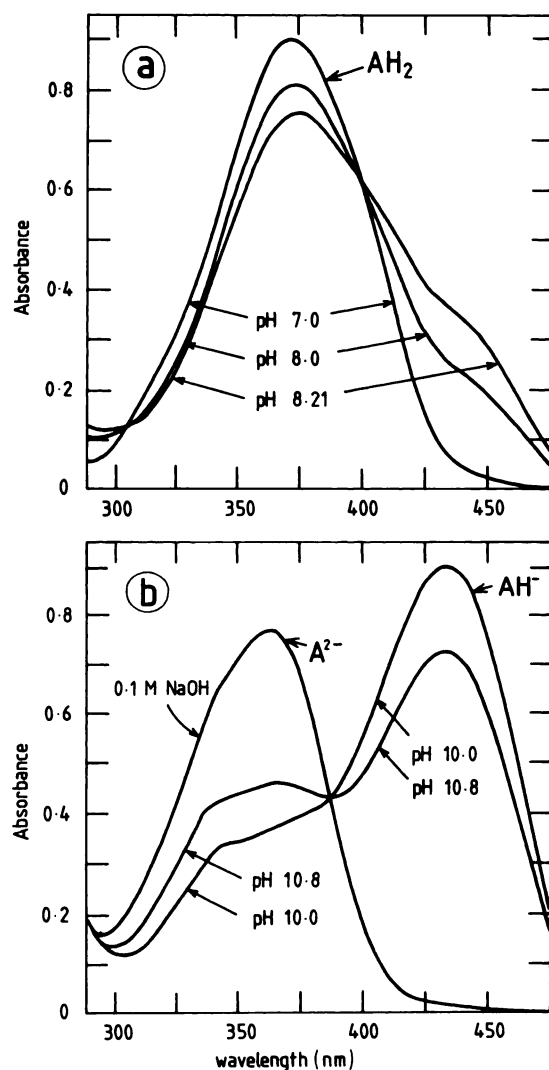 a
AH₂
0.8
0.6
Absorbance
0·4
pH 7·0
pH 8·0
pH 8·21
0.2
0
300
350
400
450
b
AH⁻
A²⁻
0.8
0·1 M NaOH
0.6
pH 10·0
pH 10·8
Absorbance
0.4
pH 10·8
pH 10·0
0·2
0
300
350
400
450
wavelength (nm)